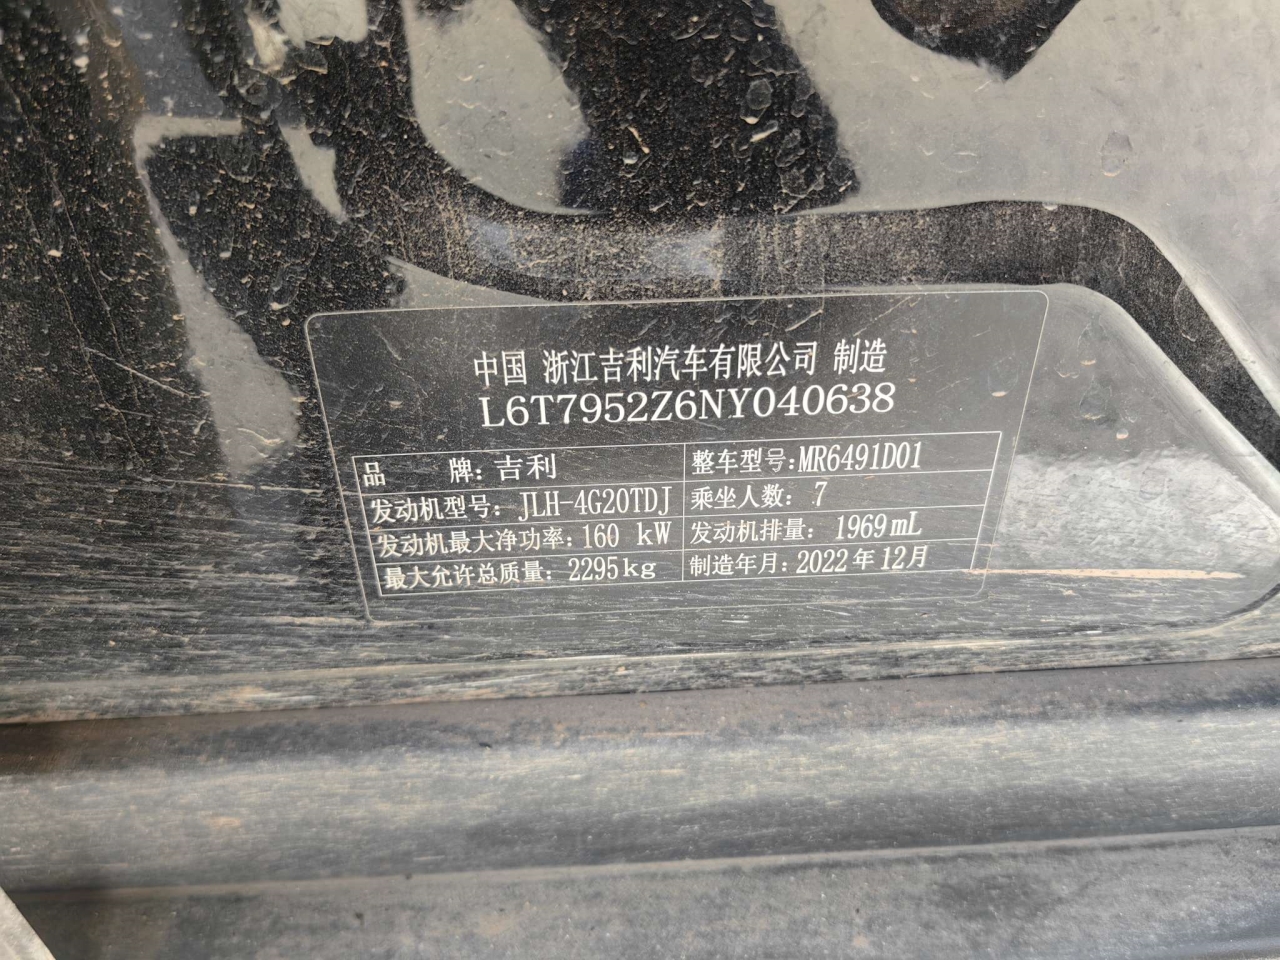 中国 浙江吉利汽车有限公司 制造
L6T7952Z6NY040638
品 牌: 吉利 整车型号: MR6491D01
发动机型号: JLH-4G20TDJ 乘坐人数: 7
发动机最大净功率: 160 kW 发动机排量: 1969mL
最大允许总质量: 2295kg 制造年月: 2022年12月